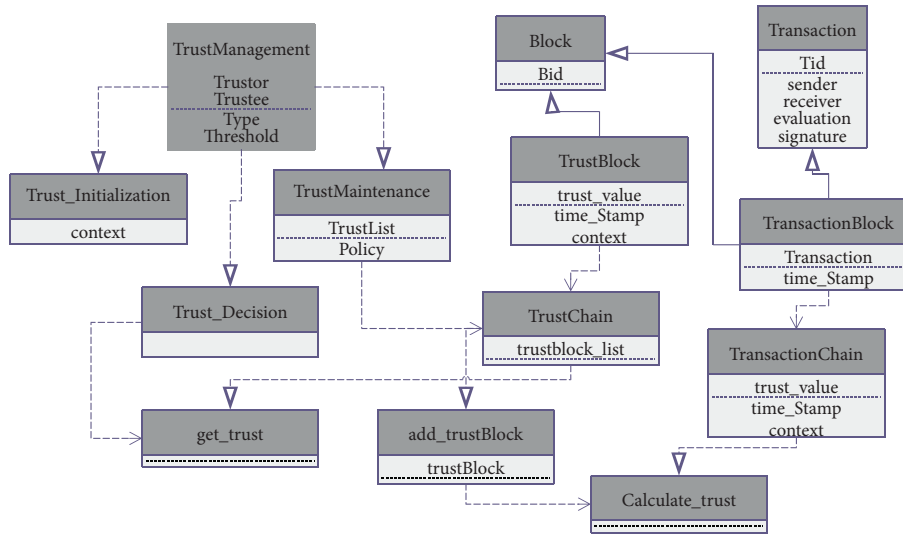 TrustManagement
Trustor
Trustee
Type
Threshold
Block
Bid
Transaction
Tid
sender
receiver
evaluation
signature
Trust_Initialization
context
TrustMaintenance
TrustList
Policy
TrustBlock
trust_value
time_Stamp
context
TransactionBlock
Transaction
time_Stamp
Trust_Decision
TrustChain
trustblock_list
TransactionChain
trust_value
time_Stamp
context
get_trust
add_trustBlock
trustBlock
Calculate_trust